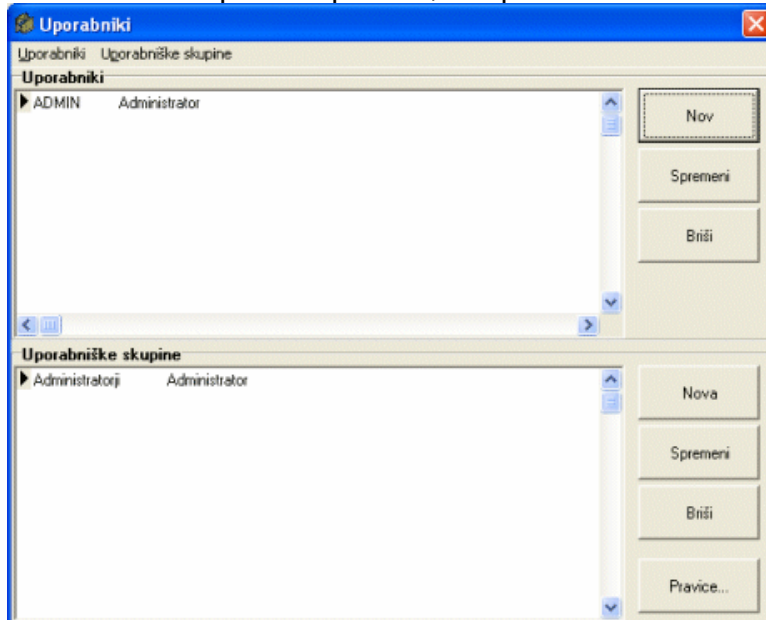 Uporabniki
Uporabniki Uporabniške skupine
Uporabniki
ADMIN Administrator
Nov
Spremeni
Briši
Uporabniške skupine
Administratorji Administrator
Nova
Spremeni
Briši
Pravice...